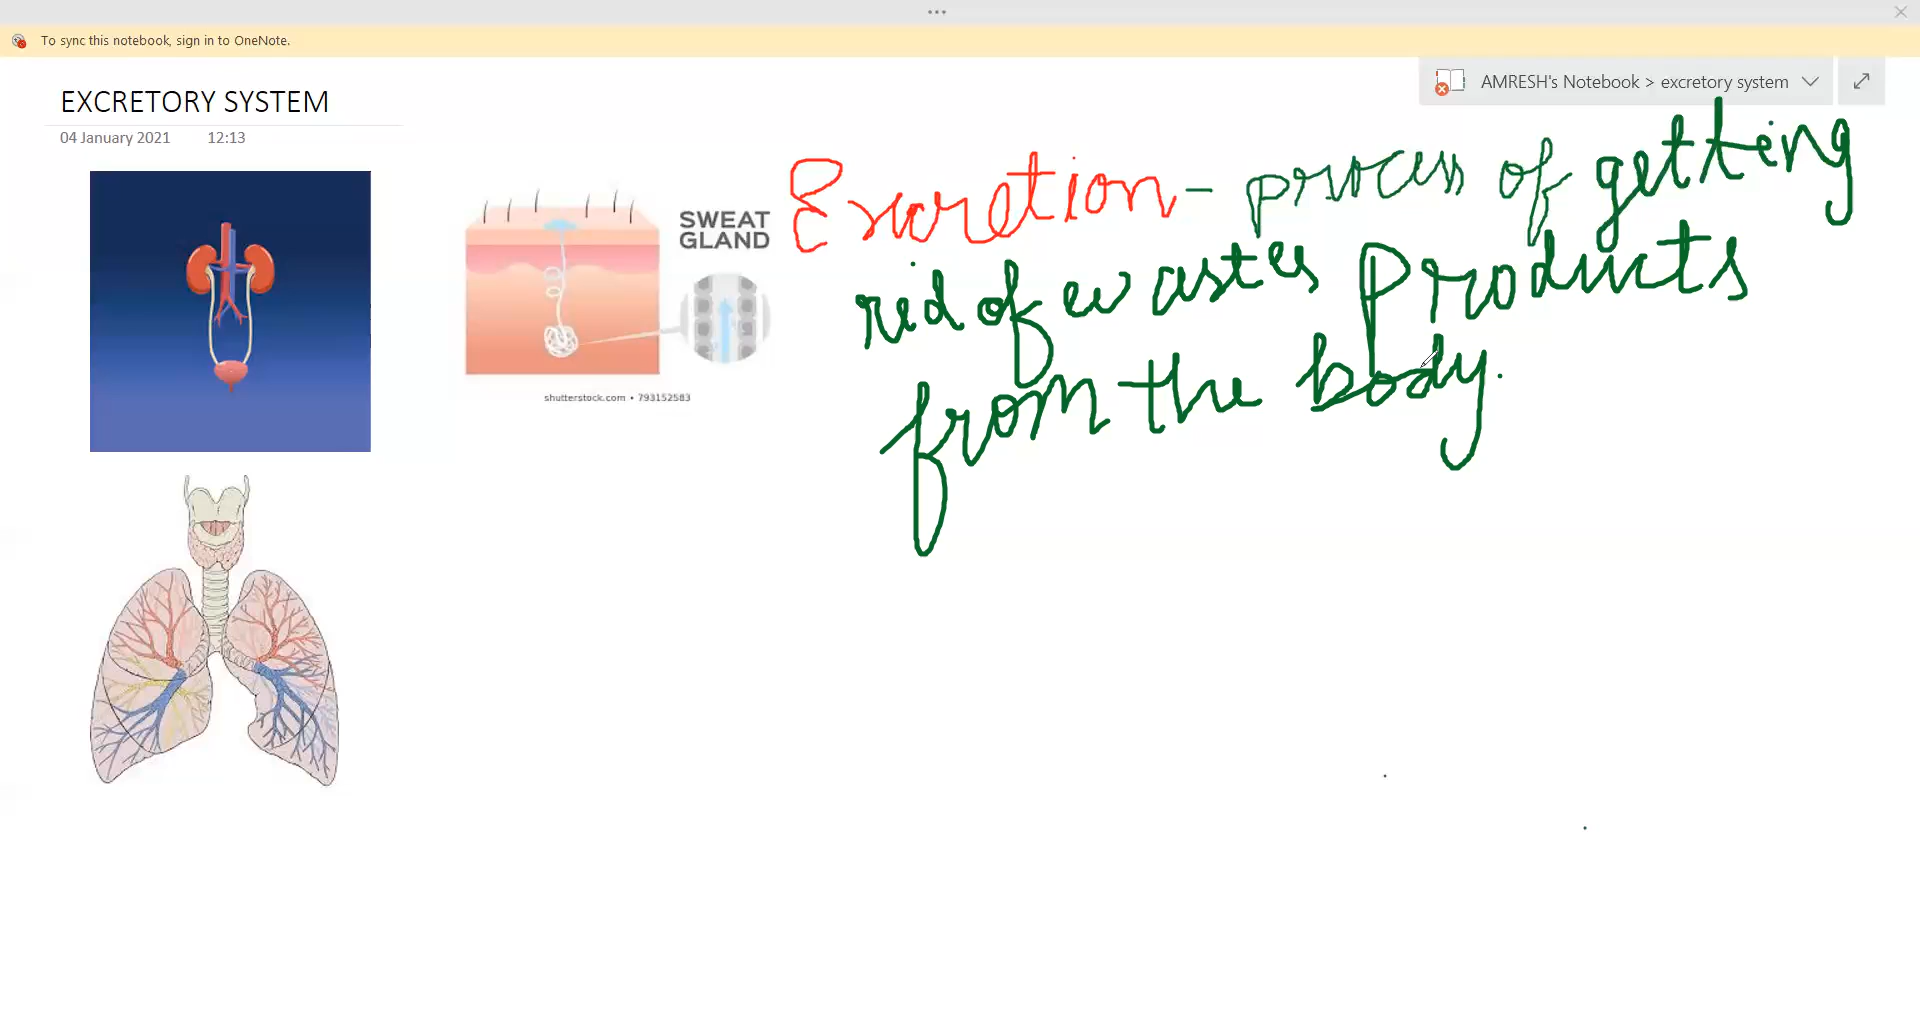 To sync this notebook, sign in to OneNote.
AMRESH's Notebook > excretory system
EXCRETORY SYSTEM
04 January 2021 12:13
SWEAT
GLAND
shutterstock.com • 793152583
Excretion - process of getting
rid of wastes Products
from the body.